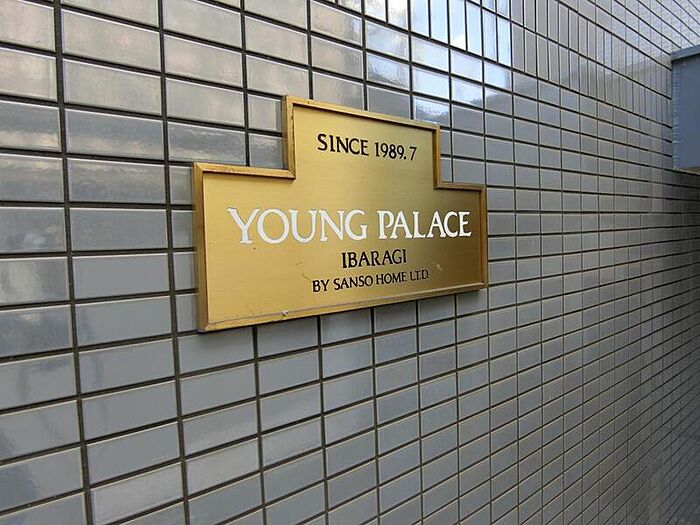 SINCE 1989.7
YOUNG PALACE
IBARAGI
BY SANSO HOME LTD.